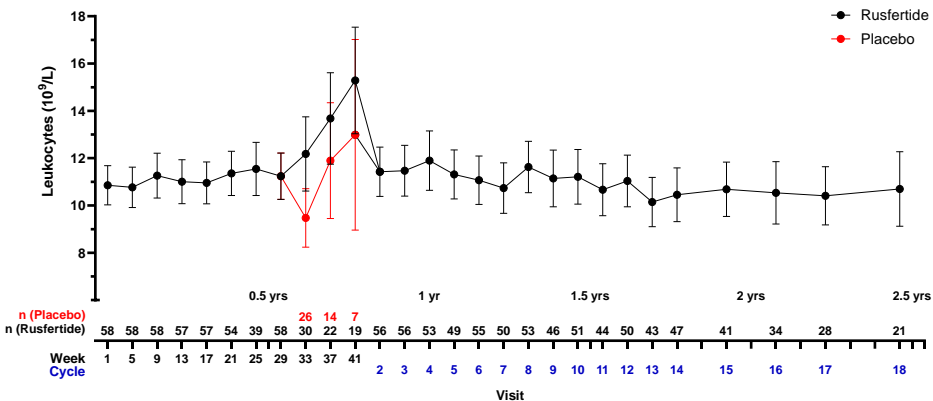 Rusfertide
Placebo
Leukocytes (10⁹/L)
18
16
14
12
10
8
0.5 yrs 1 yr 1.5 yrs 2 yrs 2.5 yrs
n (Placebo) 26 14 7
n (Rusfertide) 58 58 58 57 57 54 39 58 30 22 19 56 56 53 49 55 50 53 46 51 44 50 43 47 41 34 28 21
Week 1 5 9 13 17 21 25 29 33 37 41
Cycle 2 3 4 5 6 7 8 9 10 11 12 13 14 15 16 17 18
Visit